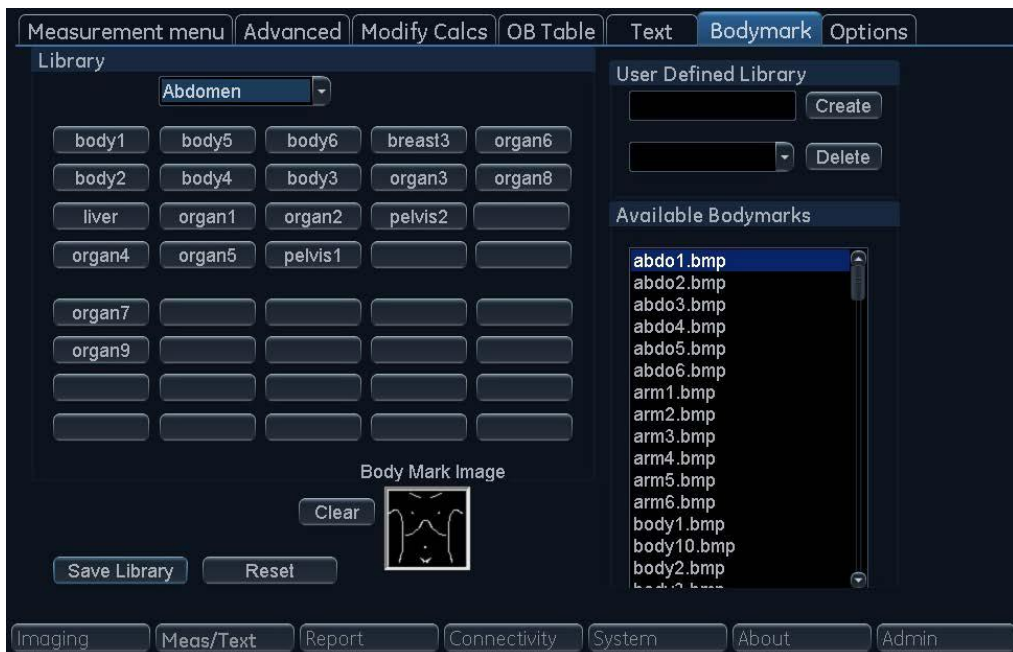 Measurement menu Advanced Modify Calcs OB Table Text Bodymark Options
Library
Abdomen
body1 body5 body6 breast3 organ6
body2 body4 body3 organ3 organ8
liver organ1 organ2 pelvis2
organ4 organ5 pelvis1
organ7
organ9
Body Mark Image
Clear
Save Library Reset
User Defined Library
Create
Delete
Available Bodymarks
abdo1.bmp
abdo2.bmp
abdo3.bmp
abdo4.bmp
abdo5.bmp
abdo6.bmp
arm1.bmp
arm2.bmp
arm3.bmp
arm4.bmp
arm5.bmp
arm6.bmp
body1.bmp
body10.bmp
body2.bmp
Imaging Meas/Text Report Connectivity System About Admin